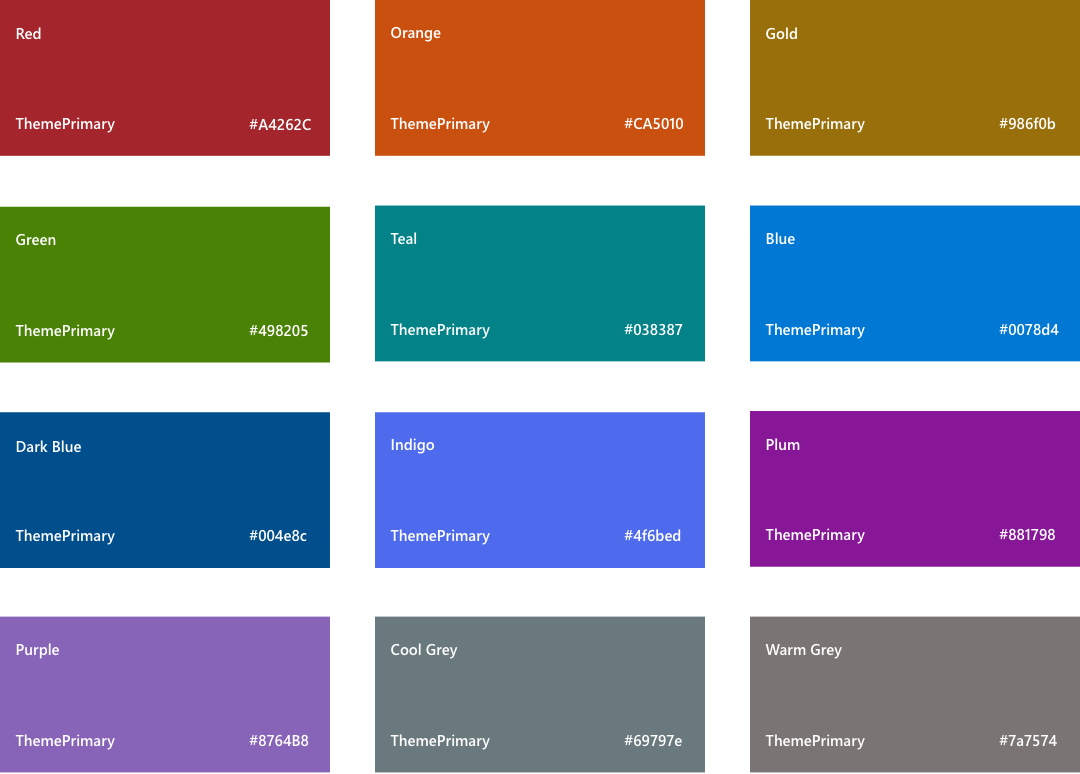 Red
ThemePrimary #A4262C
Orange
ThemePrimary #CA5010
Gold
ThemePrimary #986f0b
Green
ThemePrimary #498205
Teal
ThemePrimary #038387
Blue
ThemePrimary #0078d4
Dark Blue
ThemePrimary #004e8c
Indigo
ThemePrimary #4f6bed
Plum
ThemePrimary #881798
Purple
ThemePrimary #8764B8
Cool Grey
ThemePrimary #69797e
Warm Grey
ThemePrimary #7a7574